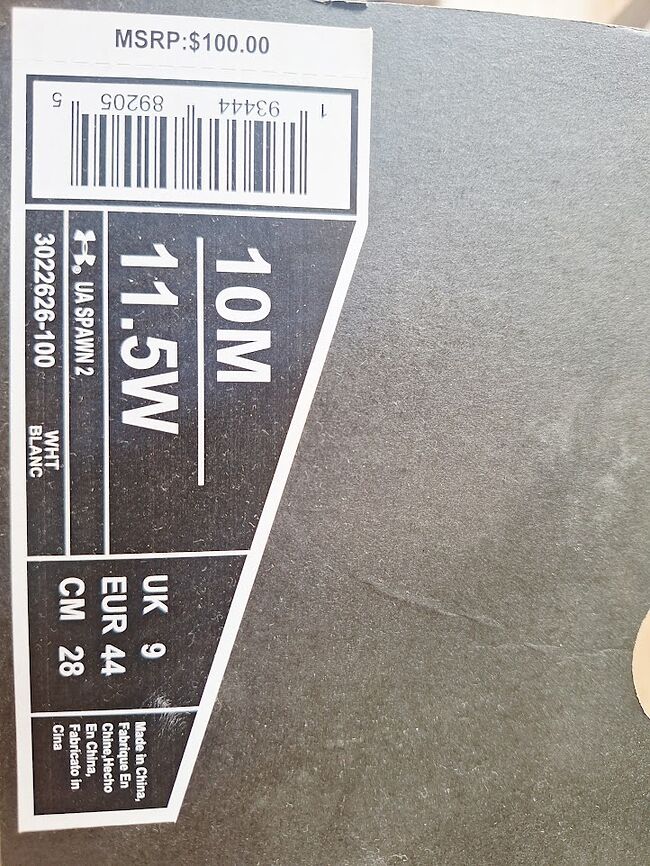 MSRP:$100.00
1 93444 89205 5
10M
11.5W
UA SPAWN 2
3022626-100
WHT
BLANC
UK 9
EUR 44
CM 28
Made in China,
Fabrique En
Chine,Hecho
En China,
Fabricato in
Cina